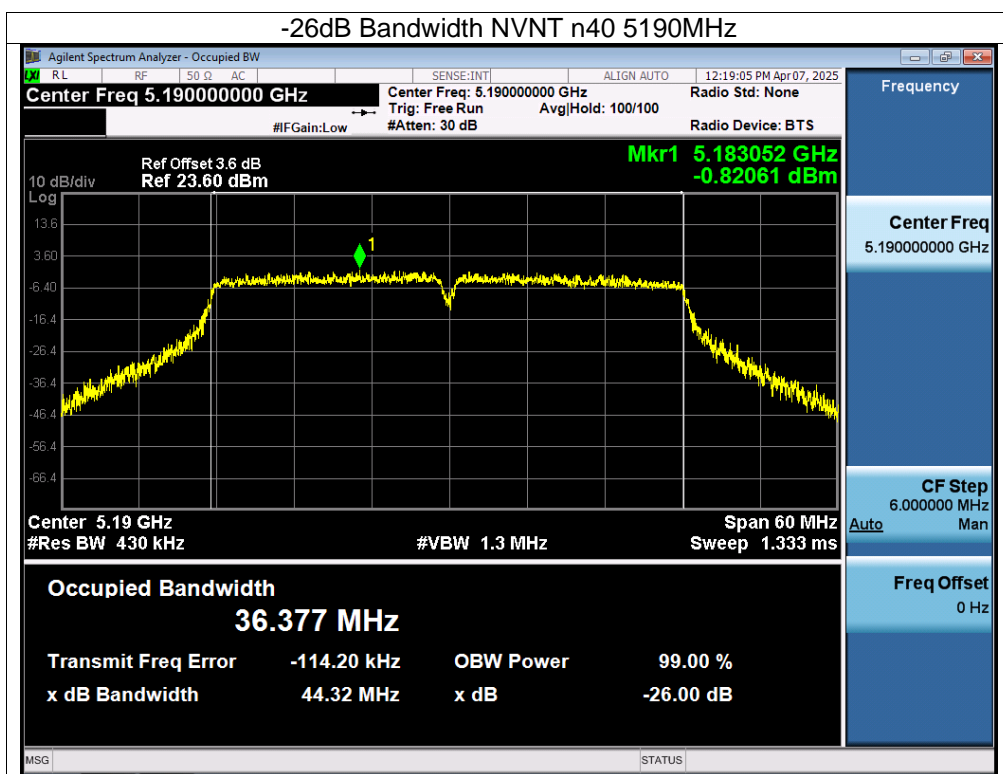 -26dB Bandwidth NVNT n40 5190MHz
Agilent Spectrum Analyzer - Occupied BW
LXI RL RF 50 Ω AC SENSE:INT ALIGN AUTO 12:19:05 PM Apr 07, 2025
Center Freq 5.190000000 GHz
Center Freq: 5.190000000 GHz Radio Std: None
Trig: Free Run Avg|Hold: 100/100
#IFGain:Low #Atten: 30 dB Radio Device: BTS
Ref Offset 3.6 dB Mkr1 5.183052 GHz
10 dB/div Ref 23.60 dBm -0.82061 dBm
Log
13.6
3.60
-6.40
-16.4
-26.4
-36.4
-46.4
-56.4
-66.4
1
Center 5.19 GHz Span 60 MHz
#Res BW 430 kHz #VBW 1.3 MHz Sweep 1.333 ms
Occupied Bandwidth
36.377 MHz
Transmit Freq Error -114.20 kHz OBW Power 99.00 %
x dB Bandwidth 44.32 MHz x dB -26.00 dB
MSG STATUS
Frequency
Center Freq
5.190000000 GHz
CF Step
6.000000 MHz
Auto Man
Freq Offset
0 Hz